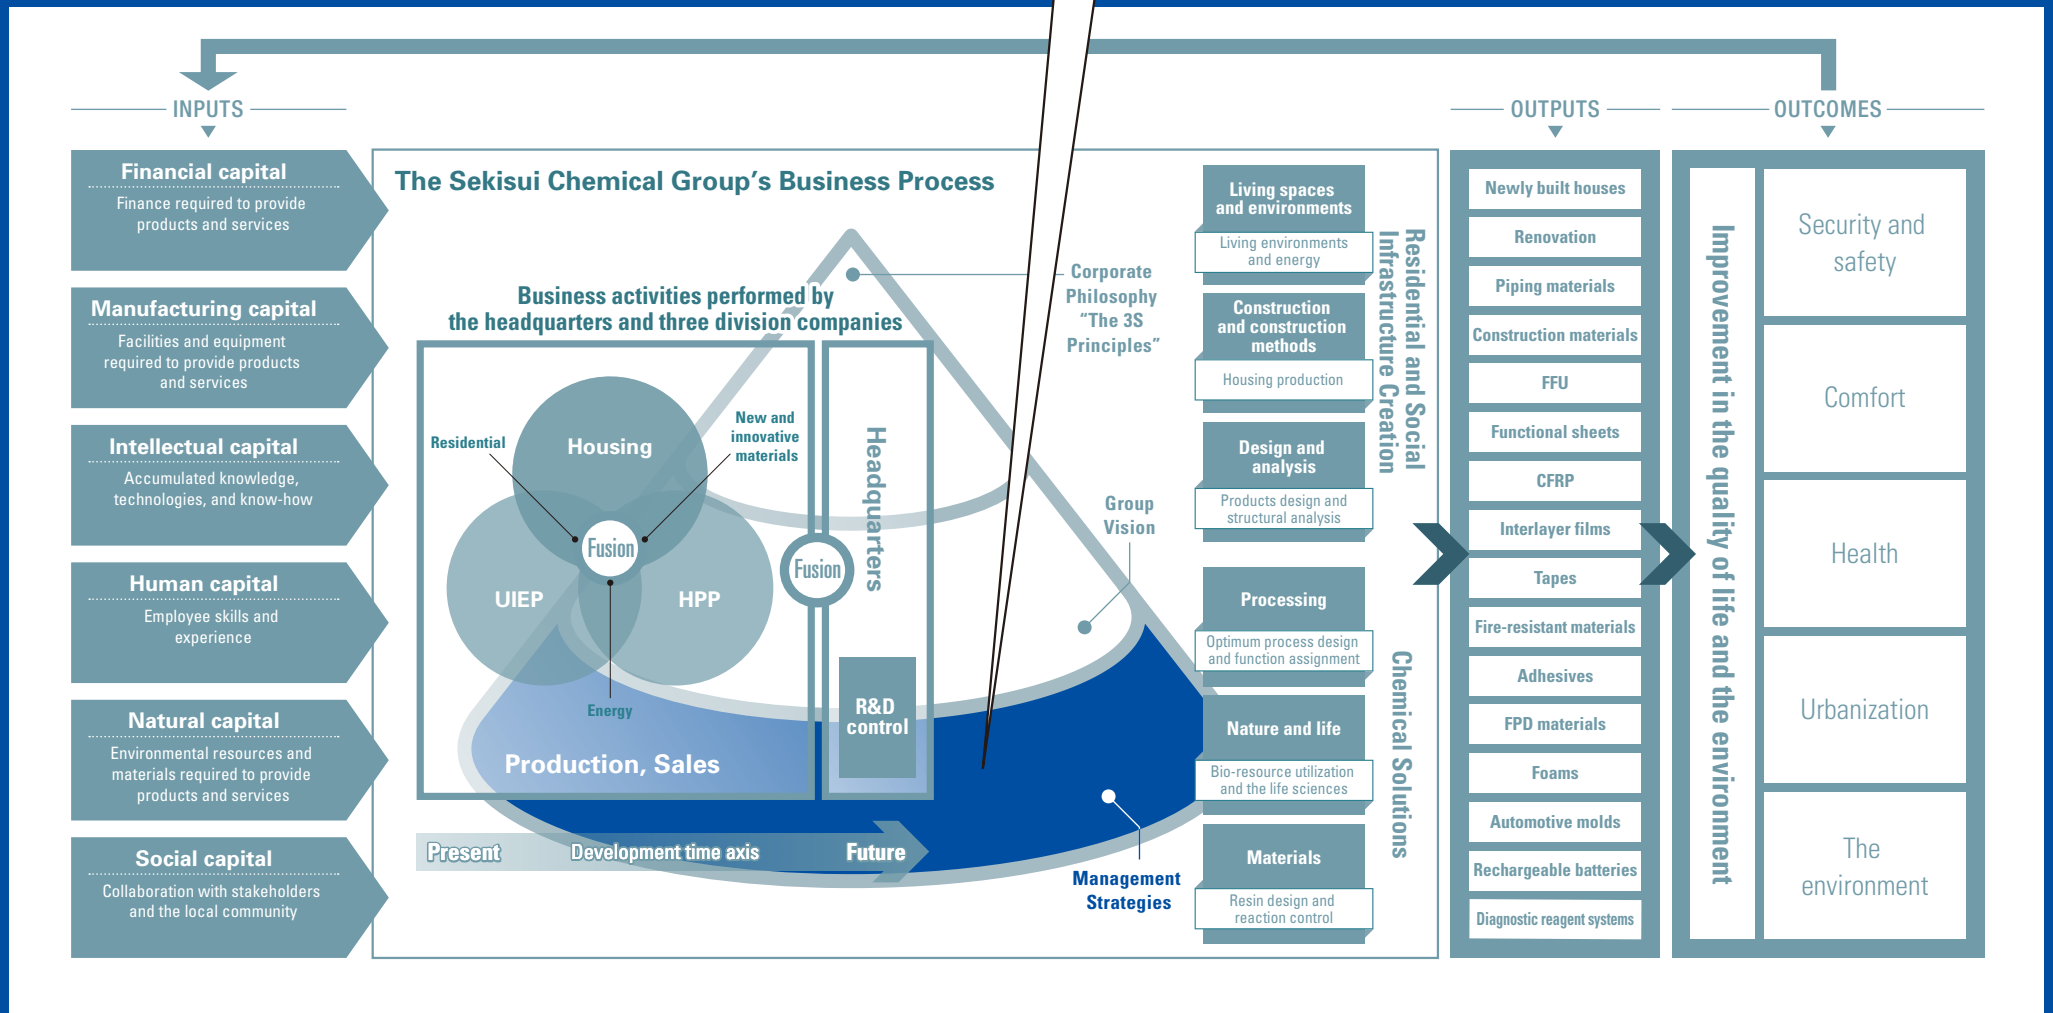 INPUTS
Financial capital
Finance required to provide
products and services
Manufacturing capital
Facilities and equipment
required to provide products
and services
Intellectual capital
Accumulated knowledge,
technologies, and know-how
Human capital
Employee skills and
experience
Natural capital
Environmental resources and
materials required to provide
products and services
Social capital
Collaboration with stakeholders
and the local community
The Sekisui Chemical Group's Business Process
Business activities performed by
the headquarters and three division companies
Residential
Housing
New and
innovative
materials
Fusion
UIEP
HPP
Energy
Production, Sales
Fusion
Headquarters
R&D
control
Present
Development time axis
Future
Corporate
Philosophy
“The 3S
Principles”
Group
Vision
Management
Strategies
Living spaces
and environments
Living environments
and energy
Construction
and construction
methods
Housing production
Design and
analysis
Products design and
structural analysis
Residential and Social
Infrastructure Creation
Processing
Optimum process design
and function assignment
Nature and life
Bio-resource utilization
and the life sciences
Materials
Resin design and
reaction control
Chemical Solutions
OUTPUTS
Newly built houses
Renovation
Piping materials
Construction materials
FFU
Functional sheets
CFRP
Interlayer films
Tapes
Fire-resistant materials
Adhesives
FPD materials
Foams
Automotive molds
Rechargeable batteries
Diagnostic reagent systems
OUTCOMES
Improvement in the quality of life and the environment
Security and
safety
Comfort
Health
Urbanization
The
environment